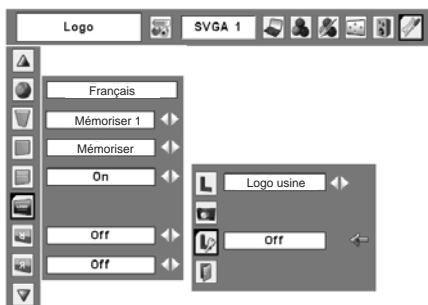 Logo
SVGA 1
Français
Mémoriser 1
Mémoriser
On
Logo usine
Off
Off
Off